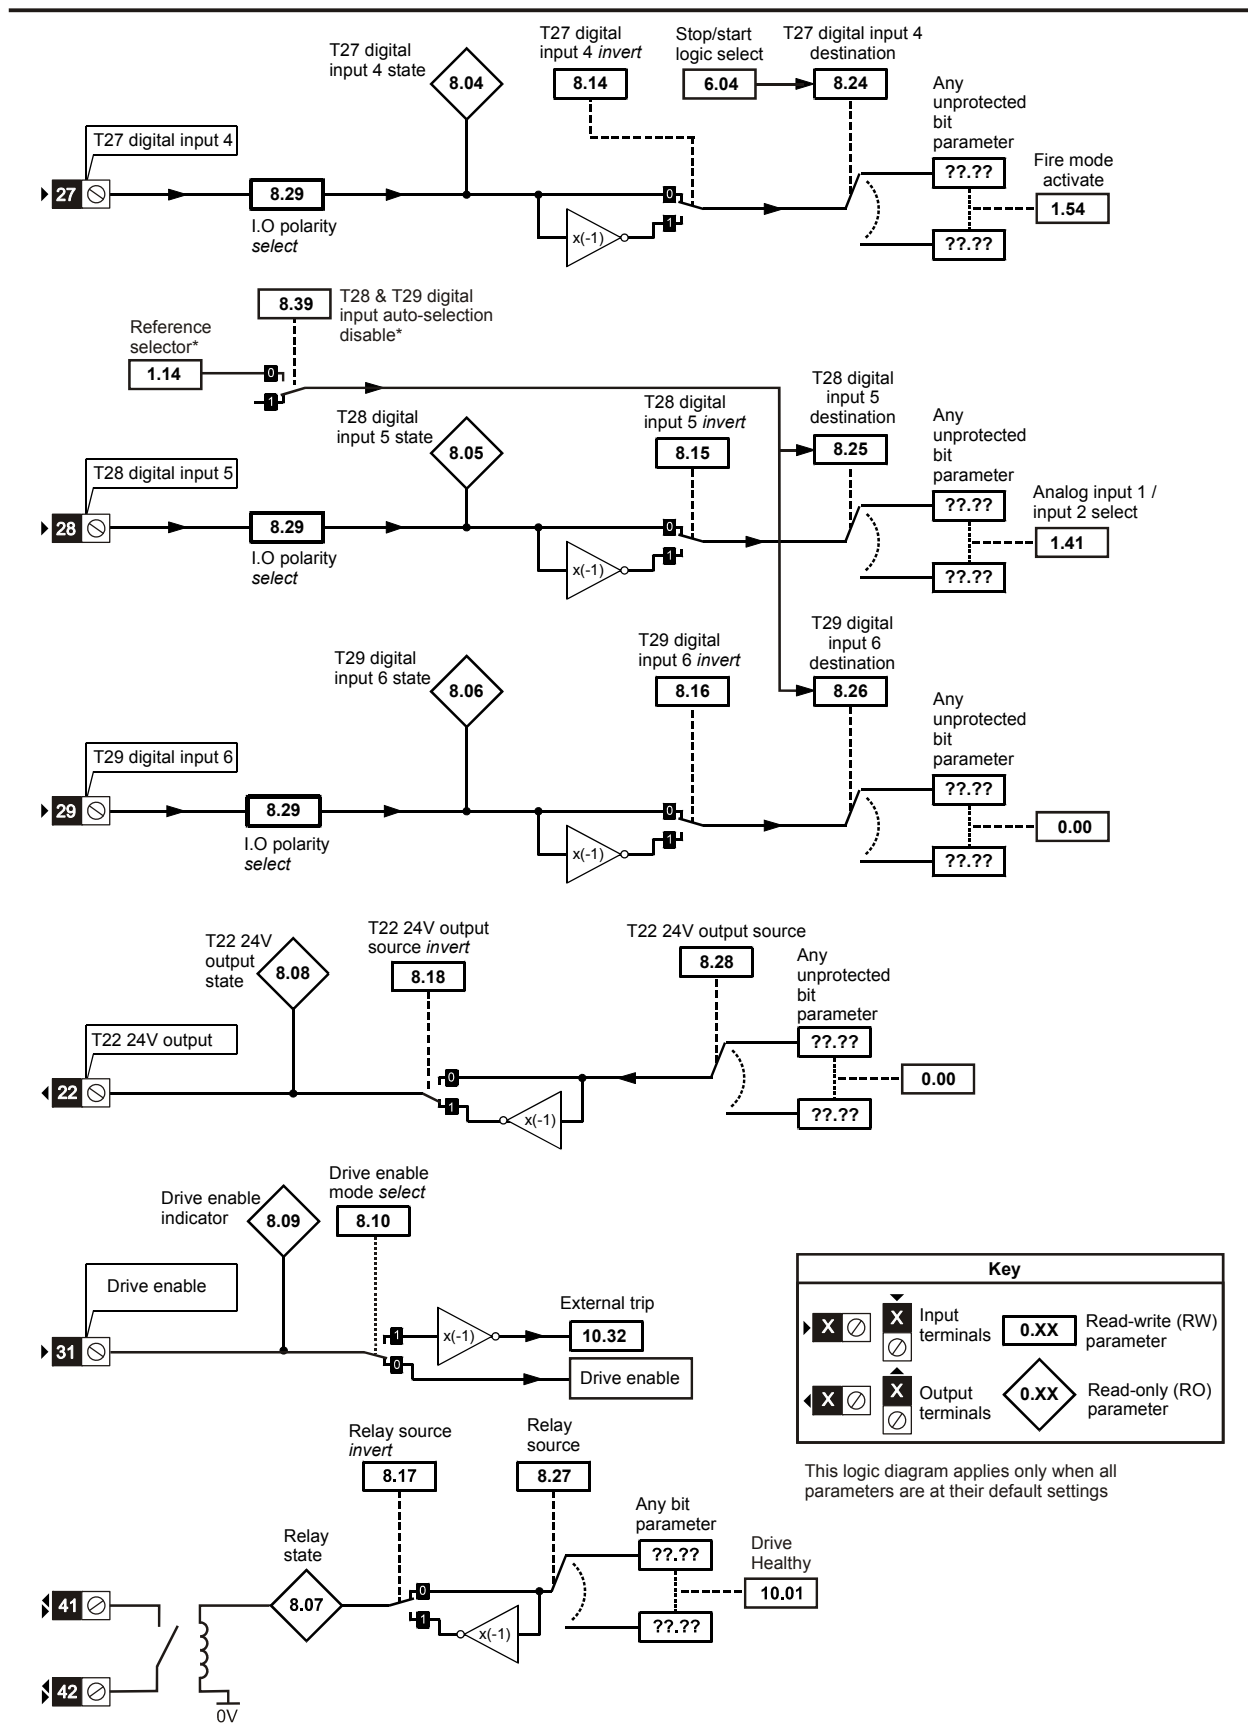 T27 digital
input 4 state
8.04
T27 digital
input 4 invert
8.14
Stop/start
logic select
6.04
T27 digital input 4
destination
8.24
Any
unprotected
bit
parameter
??.??
??.??
Fire mode
activate
1.54
T27 digital input 4
27
8.29
I.O polarity
select
0
1
x(-1)
8.39
T28 & T29 digital
input auto-selection
disable*
Reference
selector*
1.14
0
1
T28 digital
input 5 state
8.05
T28 digital
input 5 invert
8.15
T28 digital
input 5
destination
8.25
Any
unprotected
bit
parameter
??.??
??.??
Analog input 1 /
input 2 select
1.41
T28 digital input 5
28
8.29
I.O polarity
select
0
1
x(-1)
T29 digital
input 6 state
8.06
T29 digital
input 6 invert
8.16
T29 digital
input 6
destination
8.26
Any
unprotected
bit
parameter
??.??
??.??
0.00
T29 digital input 6
29
8.29
I.O polarity
select
0
1
x(-1)
T22 24V
output
state
8.08
T22 24V output
source invert
8.18
T22 24V output source
8.28
Any
unprotected
bit
parameter
??.??
??.??
0.00
T22 24V output
22
0
1
x(-1)
Drive enable
indicator
8.09
Drive enable
mode select
8.10
Drive enable
31
1
0
x(-1)
External trip
10.32
Drive enable
Key
X
X
Input
terminals
0.XX
Read-write (RW)
parameter
X
X
Output
terminals
0.XX
Read-only (RO)
parameter
This logic diagram applies only when all
parameters are at their default settings
Relay source
invert
8.17
Relay
source
8.27
Any bit
parameter
??.??
??.??
Drive
Healthy
10.01
Relay
state
8.07
0
1
x(-1)
41
42
0V